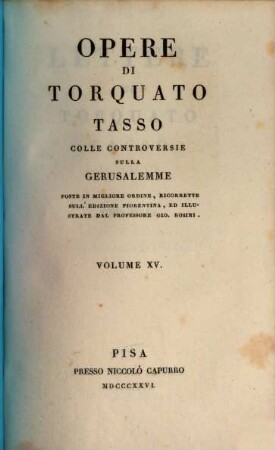 OPERE
DI
TORQUATO
TASSO
COLLE CONTROVERSIE
SULLA
GERUSALEMME
POSTE IN MIGLIORE ORDINE, RICORRETTE
SULL'EDIZIONE FIORENTINA, ED ILLU-
STRATE DAL PROFESSORE GIO. ROSINI.
VOLUME XV.
PISA
PRESSO NICCOLÒ CAPURRO
MDCCCXXVI.